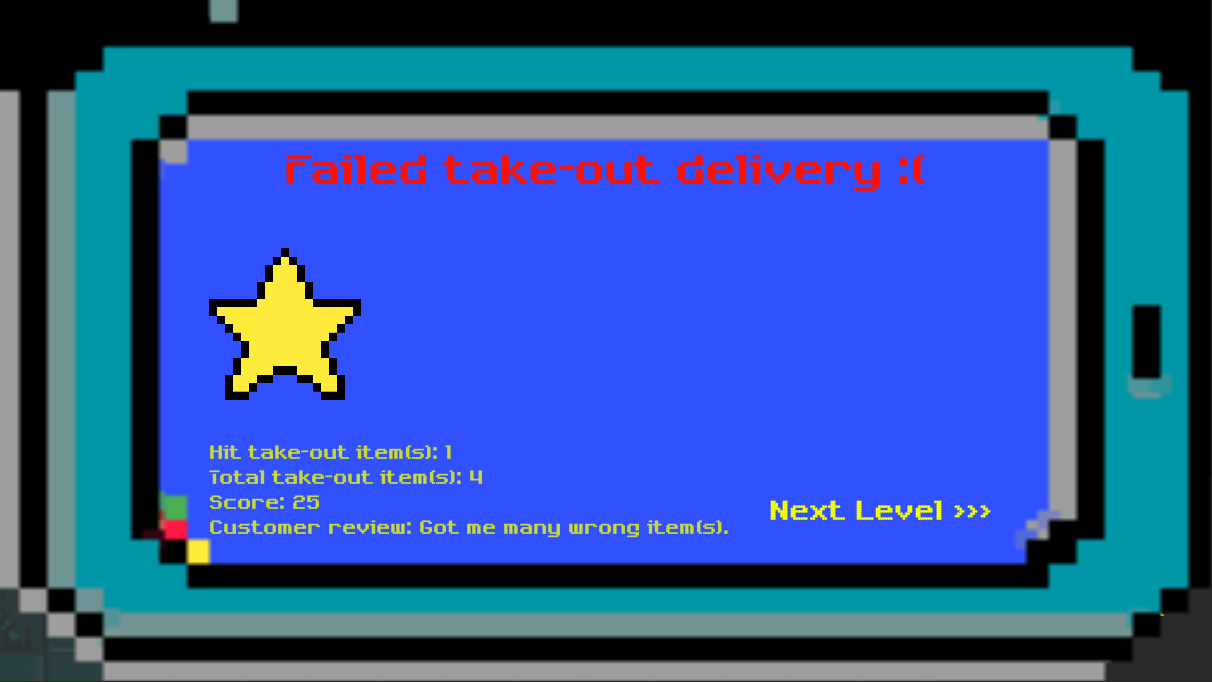 Failed take-out delivery :(
Hit take-out item(s): 1
Total take-out item(s): 4
Score: 25
Customer review: Got me many wrong item(s).
Next Level >>>